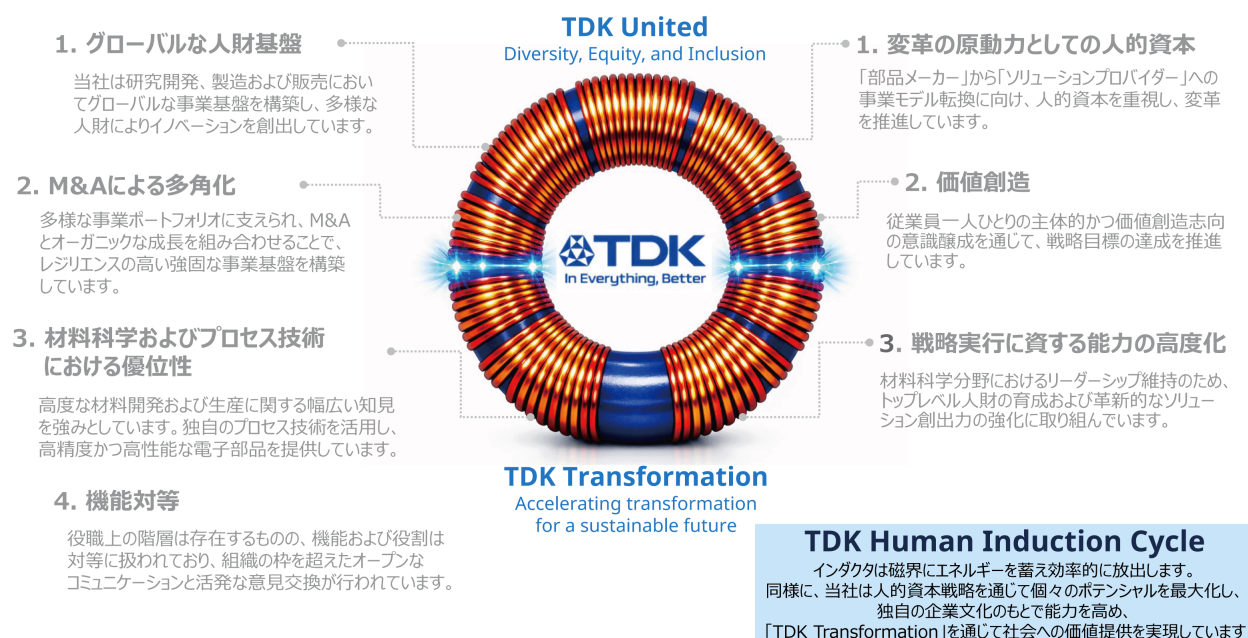 TDK United
Diversity, Equity, and Inclusion
1. グローバルな人財基盤
当社は研究開発、製造および販売におい
てグローバルな事業基盤を構築し、多様な
人財によりイノベーションを創出しています。
2. M&Aによる多角化
多様な事業ポートフォリオに支えられ、M&A
とオーガニックな成長を組み合わせることで、
レジリエンスの高い強固な事業基盤を構築
しています。
3. 材料科学およびプロセス技術
における優位性
高度な材料開発および生産に関する幅広い知見
を強みとしています。独自のプロセス技術を活用し、
高精度かつ高性能な電子部品を提供しています。
4. 機能対等
役職上の階層は存在するものの、機能および役割は
対等に扱われており、組織の枠を超えたオープンな
コミュニケーションと活発な意見交換が行われています。
TDK
In Everything, Better
1. 変革の原動力としての人的資本
「部品メーカー」から「ソリューションプロバイダー」への
事業モデル転換に向け、人的資本を重視し、変革
を推進しています。
2. 価値創造
従業員一人ひとりの主体的かつ価値創造志向
の意識醸成を通じて、戦略目標の達成を推進
しています。
3. 戦略実行に資する能力の高度化
材料科学分野におけるリーダーシップ維持のため、
トップレベル人財の育成および革新的なソリュー
ション創出力の強化に取り組んでいます。
TDK Transformation
Accelerating transformation
for a sustainable future
TDK Human Induction Cycle
インダクタは磁界にエネルギーを蓄え効率的に放出します。
同様に、当社は人的資本戦略を通じて個々のポテンシャルを最大化し、
独自の企業文化のもとで能力を高め、
「TDK Transformation」を通じて社会への価値提供を実現しています